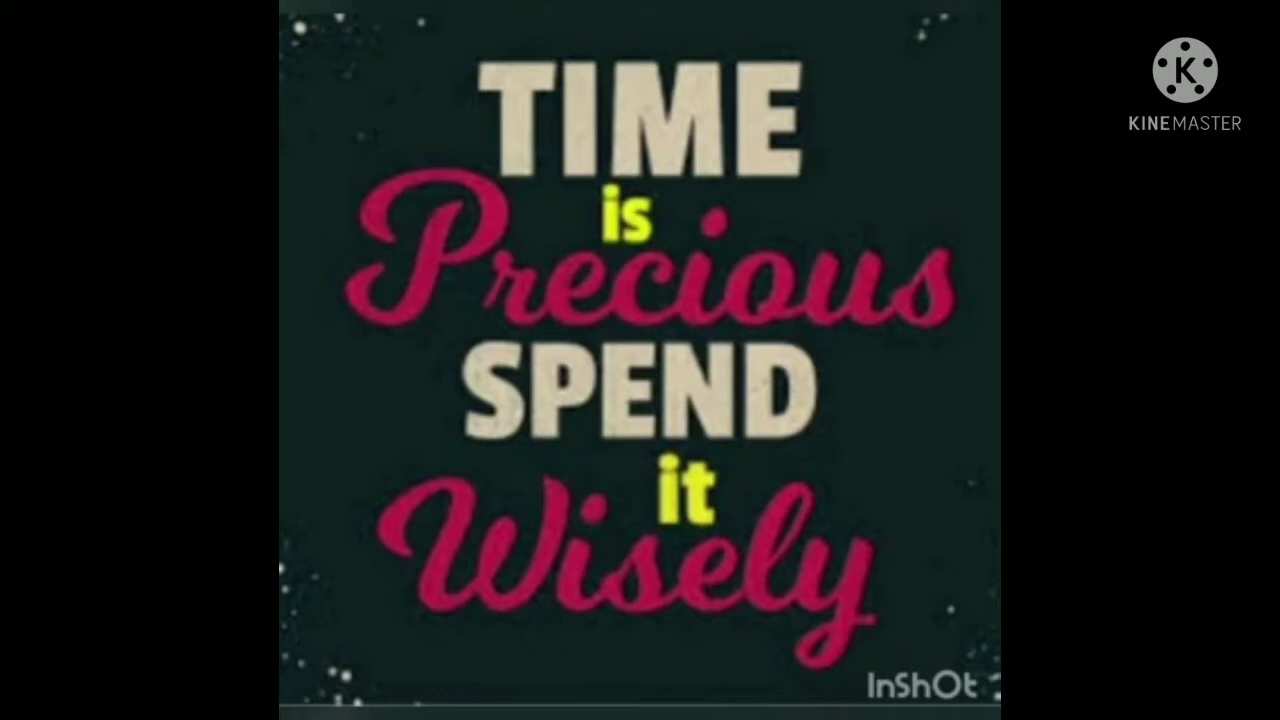 TIME
is
Precious
SPEND
it
Wisely
KINEMASTER
InShOt